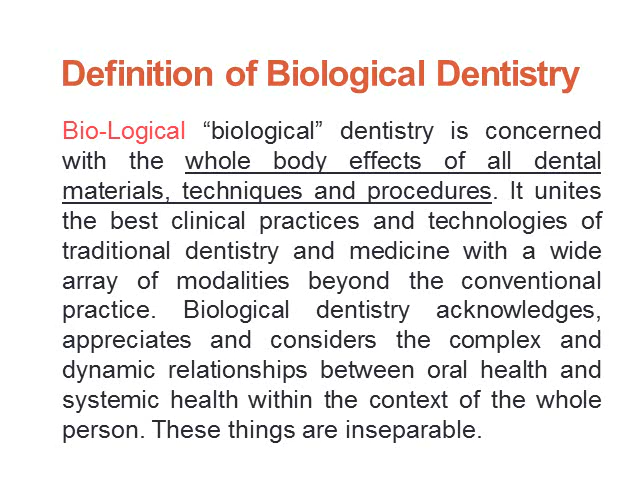 Definition of Biological Dentistry
Bio-Logical “biological” dentistry is concerned
with the whole body effects of all dental
materials, techniques and procedures. It unites
the best clinical practices and technologies of
traditional dentistry and medicine with a wide
array of modalities beyond the conventional
practice. Biological dentistry acknowledges,
appreciates and considers the complex and
dynamic relationships between oral health and
systemic health within the context of the whole
person. These things are inseparable.